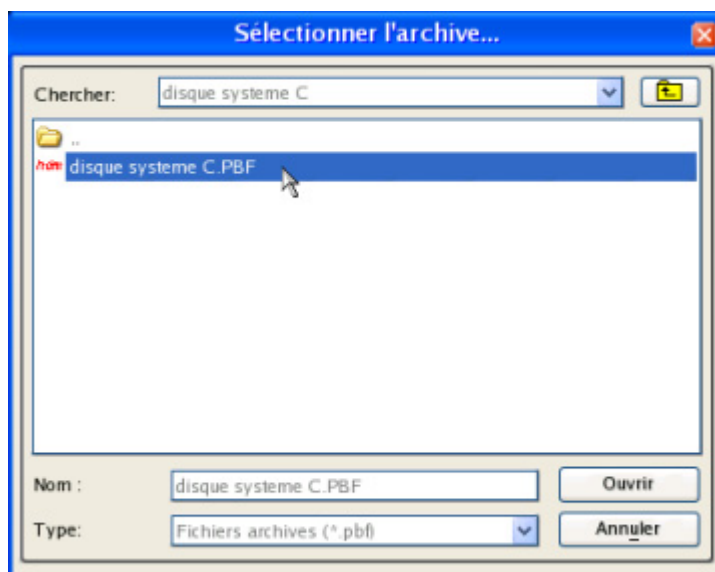 Sélectionner l'archive...
Chercher: disque systeme C
..
disque systeme C.PBF
Nom : disque systeme C.PBF Ouvrir
Type: Fichiers archives (*.pbf) Annuler